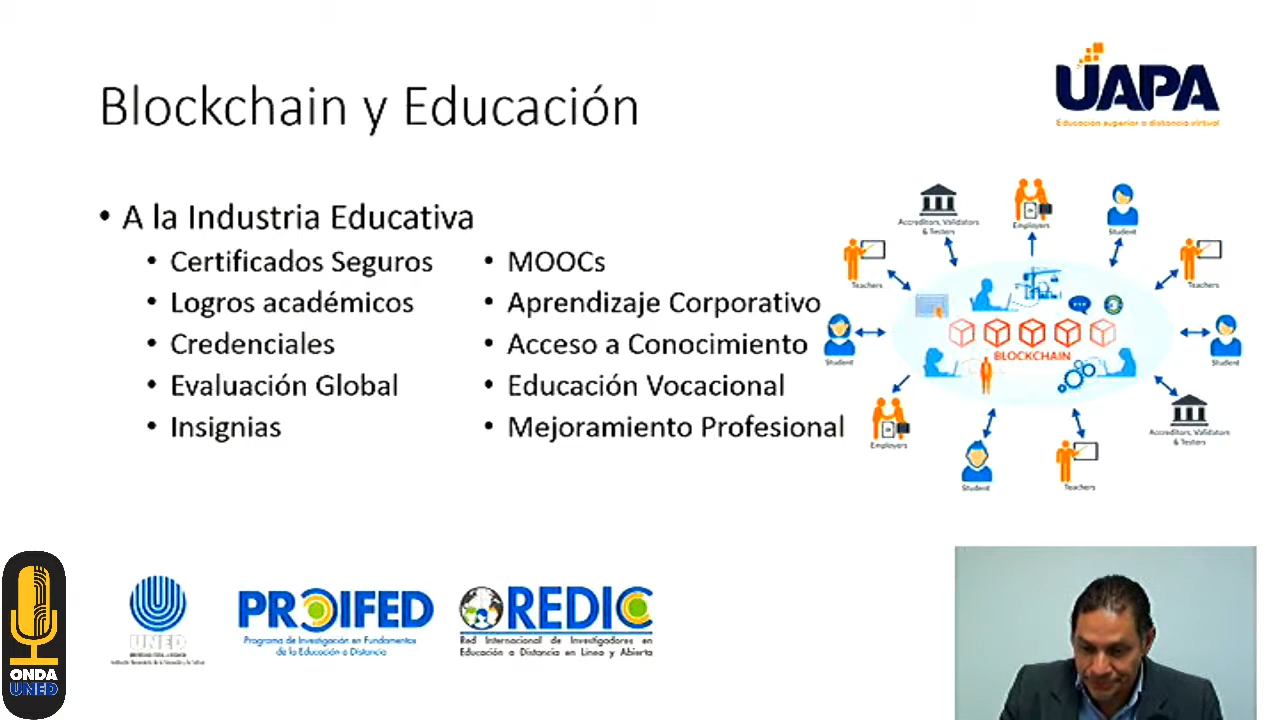 Blockchain y Educación
UAPA
Educación superior a distancia virtual
• A la Industria Educativa
• Certificados Seguros
• Logros académicos
• Credenciales
• Evaluación Global
• Insignias
• MOOCs
• Aprendizaje Corporativo
• Acceso a Conocimiento
• Educación Vocacional
• Mejoramiento Profesional
Accreditors, Validators
& Testers
Employers
Student
Teachers
Teachers
Student
BLOCKCHAIN
Student
Employers
Accreditors, Validators
& Testers
Student
Teachers
ONDA
UNED
UNED
PROIFED
Programa de Investigación en Fundamentos
de la Educación a Distancia
REDIC
Red Internacional de Investigadores en
Educación a Distancia en Línea y Abierta